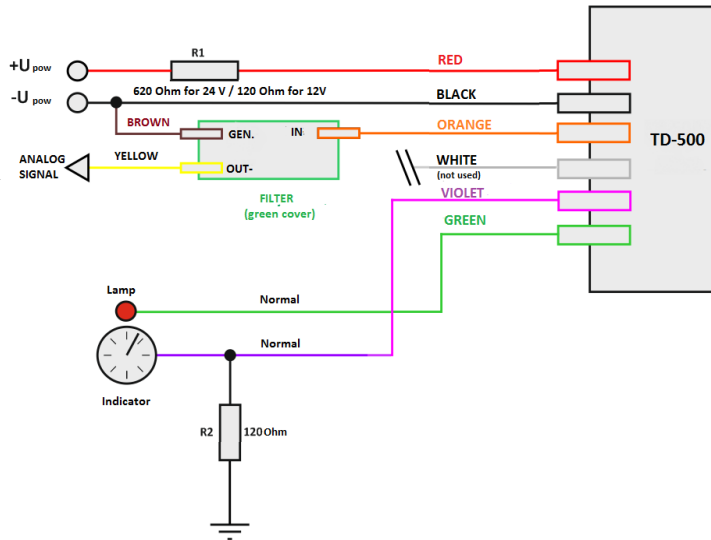 R1
+U pow
RED
620 Ohm for 24 V / 120 Ohm for 12V
-U pow
BLACK
BROWN
GEN.
IN
ORANGE
TD-500
ANALOG
SIGNAL
YELLOW
OUT-
WHITE
(not used)
FILTER
(green cover)
VIOLET
GREEN
Lamp
Normal
Normal
Indicator
R2
120 Ohm